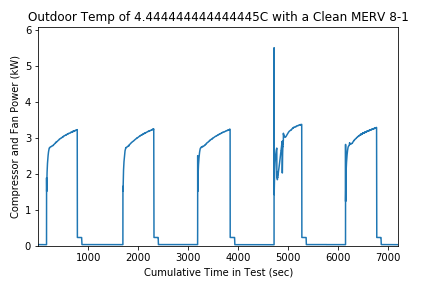 Outdoor Temp of 4.444444444444445C with a Clean MERV 8-1
Compressor and Fan Power (kW)
6
5
4
3
2
1
0
1000 2000 3000 4000 5000 6000 7000
Cumulative Time in Test (sec)